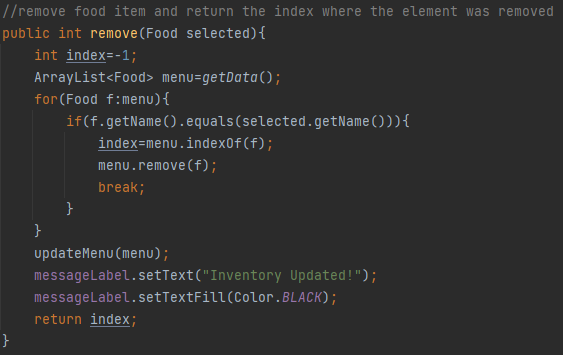 //remove food item and return the index where the element was removed
public int remove(Food selected){
    int index=-1;
    ArrayList<Food> menu=getData();
    for(Food f:menu){
        if(f.getName().equals(selected.getName())){
            index=menu.indexOf(f);
            menu.remove(f);
            break;
        }
    }
    updateMenu(menu);
    messageLabel.setText("Inventory Updated!");
    messageLabel.setTextFill(Color.BLACK);
    return index;
}